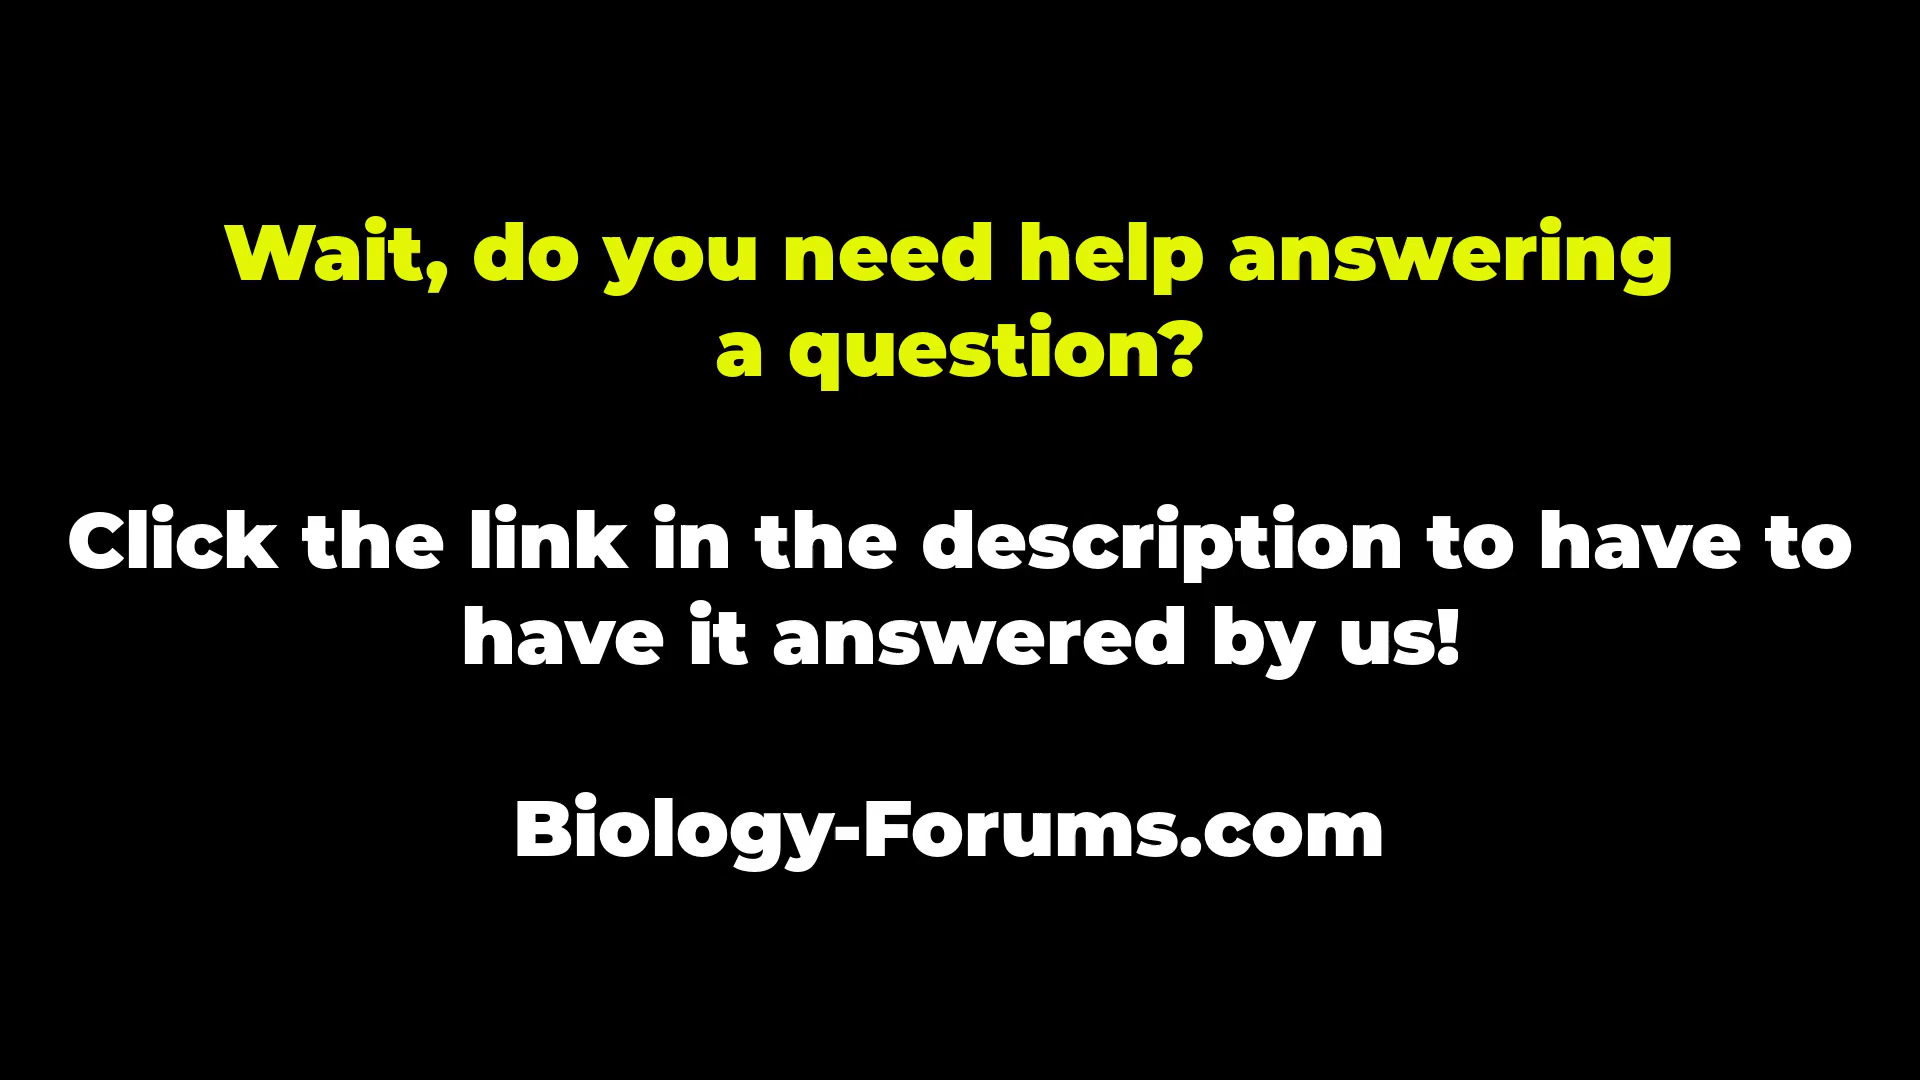 Wait, do you need help answering
a question?
Click the link in the description to have to
have it answered by us!
Biology-Forums.com